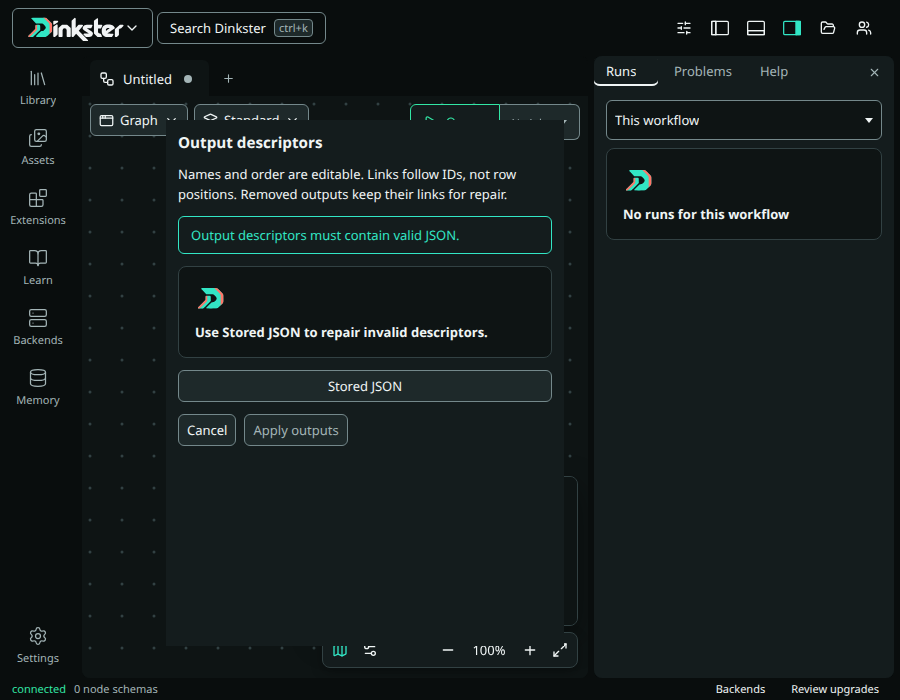 Dinkster
Search Dinkster ctrl+k
Library
Assets
Extensions
Learn
Backends
Memory
Settings
Untitled
Graph
Standard
Output descriptors
Names and order are editable. Links follow IDs, not row
positions. Removed outputs keep their links for repair.
Output descriptors must contain valid JSON.
Use Stored JSON to repair invalid descriptors.
Stored JSON
Cancel Apply outputs
100%
Runs Problems Help
This workflow
No runs for this workflow
connected 0 node schemas
Backends Review upgrades